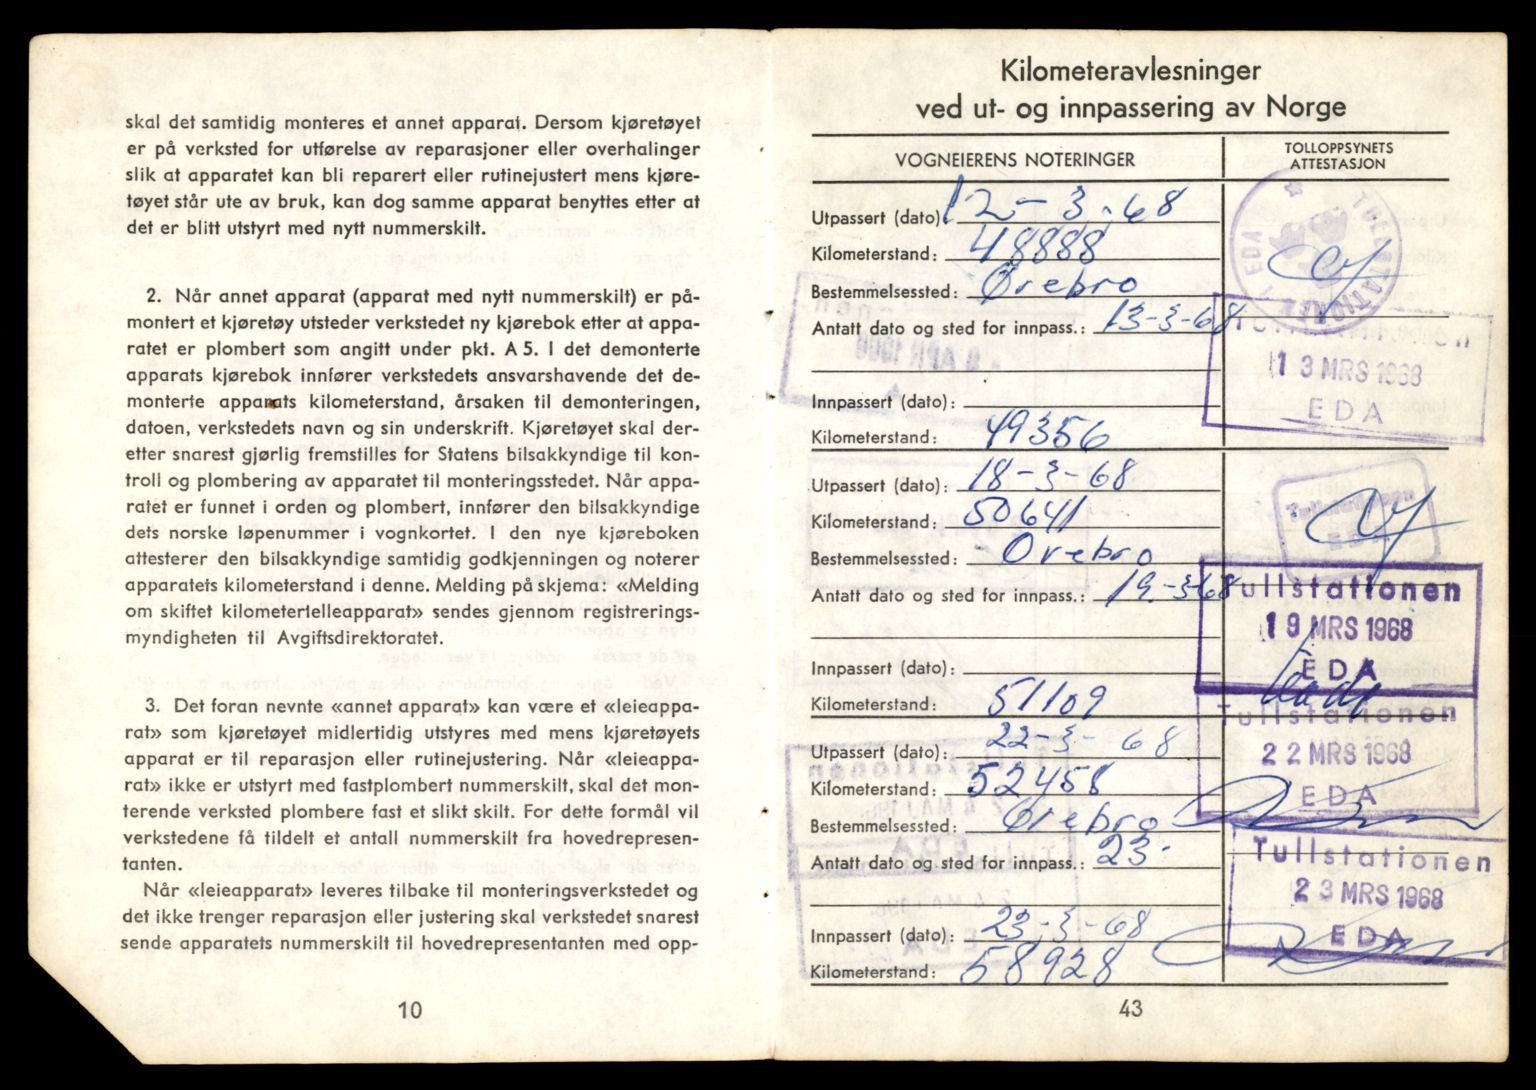 skal det samtidig monteres et annet apparat. Dersom kjøretøyet
er på verksted for utførelse av reparasjoner eller overhalinger
slik at apparatet kan bli reparert eller rutinejustert mens kjøre-
tøyet står ute av bruk, kan dog samme apparat benyttes etter at
det er blitt utstyrt med nytt nummerskilt.
2. Når annet apparat (apparat med nytt nummerskilt) er på-
montert et kjøretøy utsteder verkstedet ny kjørebok etter at appa-
ratet er plombert som angitt under pkt. A 5. I det demonterte
apparats kjørebok innfører verkstedets ansvarshavende det de-
monterte apparats kilometerstand, årsaken til demonteringen,
datoen, verkstedets navn og sin underskrift. Kjøretøyet skal der-
etter snarest gjørlig fremstilles for Statens bilsakkyndige til kon-
troll og plombering av apparatet til monteringsstedet. Når appa-
ratet er funnet i orden og plombert, innfører den bilsakkyndige
dets norske løpenummer i vognkortet. I den nye kjøreboken
attesterer den bilsakkyndige samtidig godkjenningen og noterer
apparatets kilometerstand i denne. Melding på skjema: «Melding
om skiftet kilometertelleapparat» sendes gjennom registrerings-
myndigheten til Avgiftsdirektoratet.
3. Det foran nevnte «annet apparat» kan være et «leieappa-
rat» som kjøretøyet midlertidig utstyres med mens kjøretøyets
apparat er til reparasjon eller rutinejustering. Når «leieappa-
rat» ikke er utstyrt med fastplombert nummerskilt, skal det mon-
terende verksted plombere fast et slikt skilt. For dette formål vil
verkstedene få tildelt et antall nummerskilt fra hovedrepresen-
tanten.
Når «leieapparat» leveres tilbake til monteringsverkstedet og
det ikke trenger reparasjon eller justering skal verkstedet snarest
sende apparatets nummerskilt til hovedrepresentanten med opp-
10
Kilometeravlesninger
ved ut- og innpassering av Norge
VOGNEIERENS NOTERINGER
TOLLOPPSYNETS
ATTESTASJON
Utpassert (dato): 12-3-68
Kilometerstand: 48888
Bestemmelsessted: Ørebro
Antatt dato og sted for innpass.: 13-3-68
Innpassert (dato):
Kilometerstand: 49356
TULLSTATIONEN EDA
13 MRS 1968
EDA
Utpassert (dato): 18-3-68
Kilometerstand: 50641
Bestemmelsessted: Ørebro
Antatt dato og sted for innpass.: 19-3-68
Innpassert (dato):
Kilometerstand: 51109
Tullstationen
EDA
Tullstationen
19 MRS 1968
EDA
Utpassert (dato): 22-3-68
Kilometerstand: 52458
Bestemmelsessted: Ørebro
Antatt dato og sted for innpass.: 23-
Innpassert (dato): 23-3-68
Kilometerstand: 58928
Tullstationen
22 MRS 1968
EDA
Tullstationen
23 MRS 1968
EDA
43